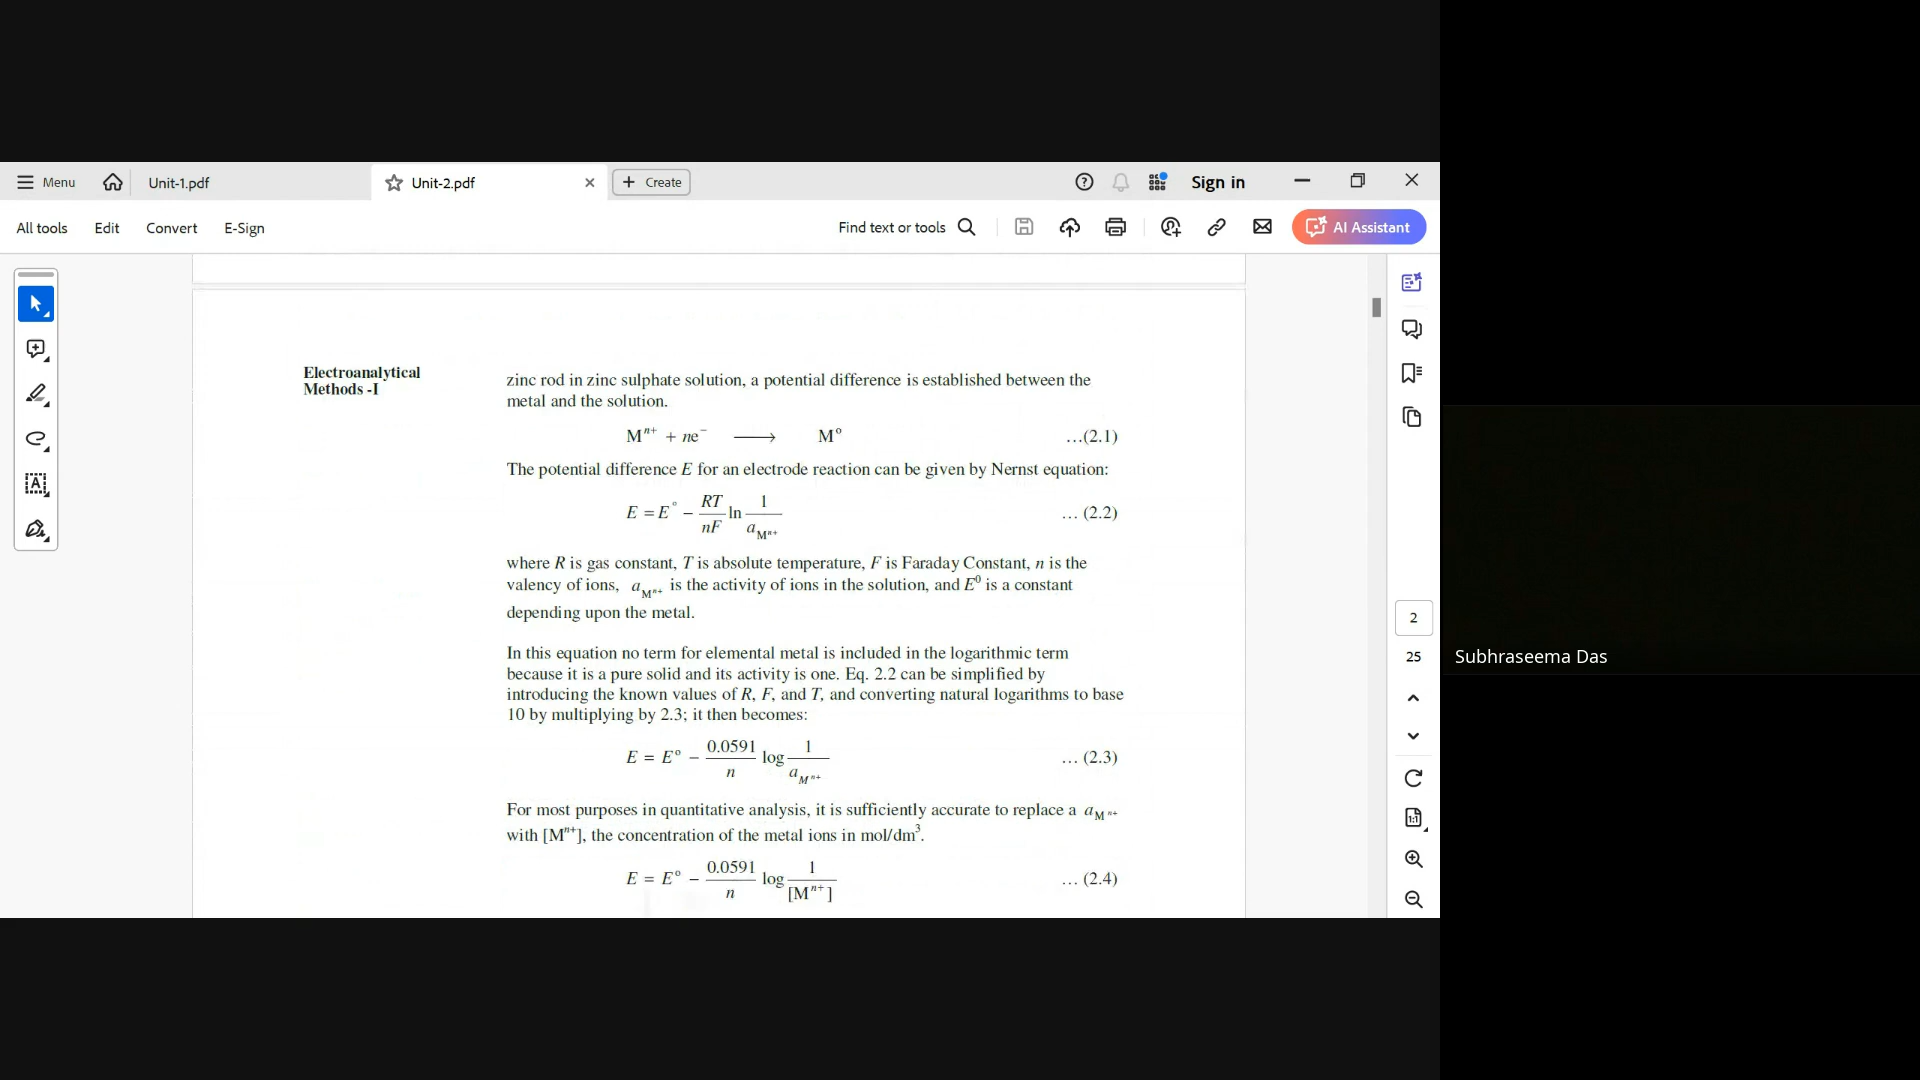 Menu
Unit-1.pdf
Unit-2.pdf
Create
Sign in
All tools
Edit
Convert
E-Sign
Find text or tools
AI Assistant
Electroanalytical
Methods -I
zinc rod in zinc sulphate solution, a potential difference is established between the
metal and the solution.
Mⁿ⁺ + ne⁻ ⟶ M° …(2.1)
The potential difference E for an electrode reaction can be given by Nernst equation:
E = E° − RT/nF ln 1/a_Mⁿ⁺ … (2.2)
where R is gas constant, T is absolute temperature, F is Faraday Constant, n is the
valency of ions, a_Mⁿ⁺ is the activity of ions in the solution, and E⁰ is a constant
depending upon the metal.
In this equation no term for elemental metal is included in the logarithmic term
because it is a pure solid and its activity is one. Eq. 2.2 can be simplified by
introducing the known values of R, F, and T, and converting natural logarithms to base
10 by multiplying by 2.3; it then becomes:
E = E° − 0.0591/n log 1/a_Mⁿ⁺ … (2.3)
For most purposes in quantitative analysis, it is sufficiently accurate to replace a a_Mⁿ⁺
with [Mⁿ⁺], the concentration of the metal ions in mol/dm³.
E = E° − 0.0591/n log 1/[Mⁿ⁺] … (2.4)
2
25
Subhraseema Das